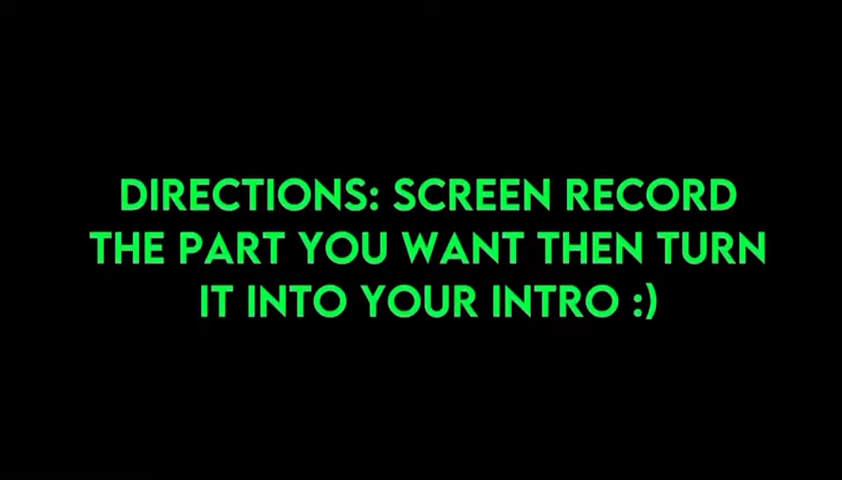 DIRECTIONS: SCREEN RECORD
THE PART YOU WANT THEN TURN
IT INTO YOUR INTRO :)